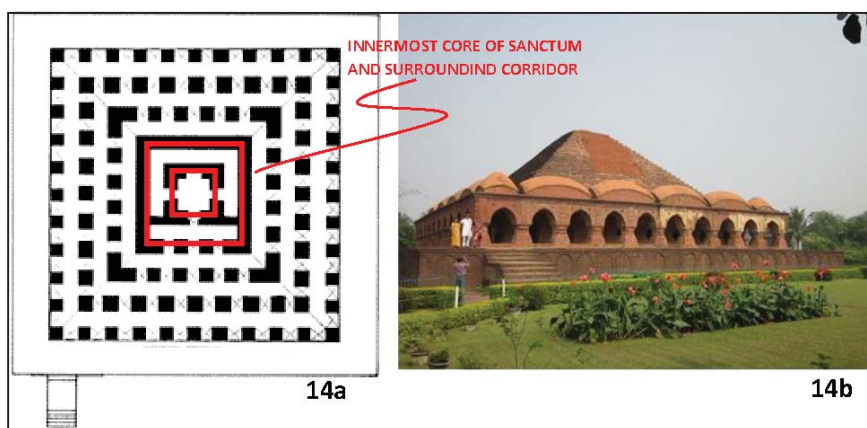 INNERMOST CORE OF SANCTUM
AND SURROUNDIND CORRIDOR
14a
14b